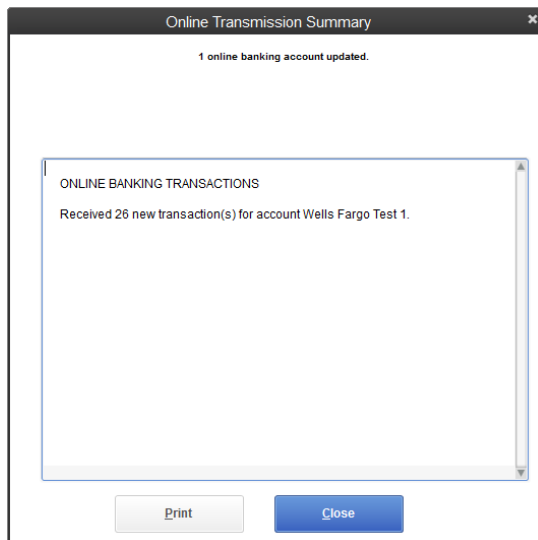 Online Transmission Summary
1 online banking account updated.
ONLINE BANKING TRANSACTIONS
Received 26 new transaction(s) for account Wells Fargo Test 1.
Print
Close